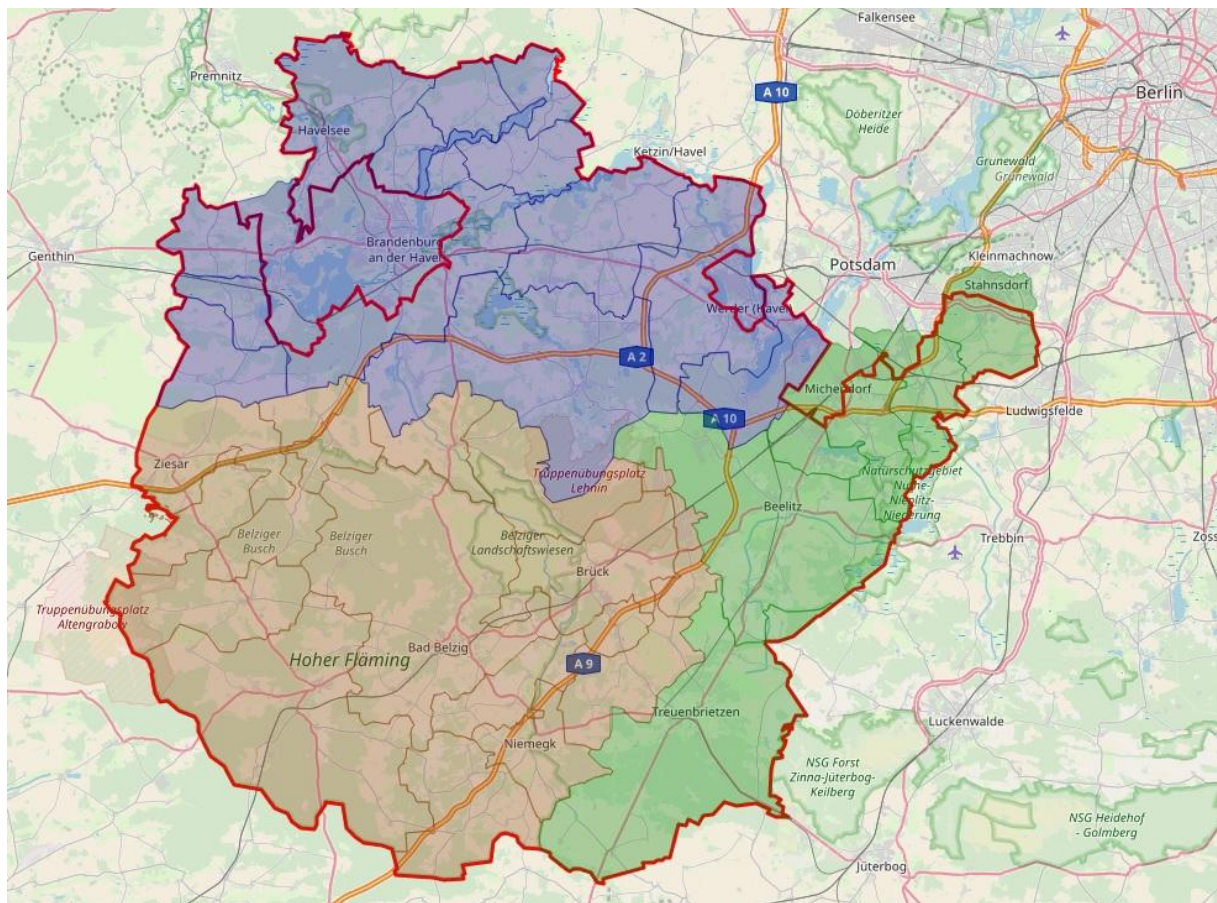 Falkensee
Premnitz
A 10
Berlin
Döberitzer
Heide
Havelsee
Ketzin/Havel
Grunewald
Grunewald
Genthin
Brandenburg
an der Havel
Potsdam
Kleinmachnow
Stahnsdorf
Werder (Havel)
A 2
Michendorf
A 10
Ludwigsfelde
Ziesar
Truppenübungsplatz
Lehnin
Naturschutzgebiet
Nuthe-
Nieplitz-
Niederung
Beelitz
Belziger
Busch
Belziger
Busch
Belziger
Landschaftswiesen
Trebbin
Zoss
Brück
Truppenübungsplatz
Altengrabow
Bad Belzig
Hoher Fläming
A 9
Treuenbrietzen
Luckenwalde
Niemegk
NSG Forst
Zinna-Jüterbog-
Keilberg
NSG Heidehof
- Golmberg
Jüterbog